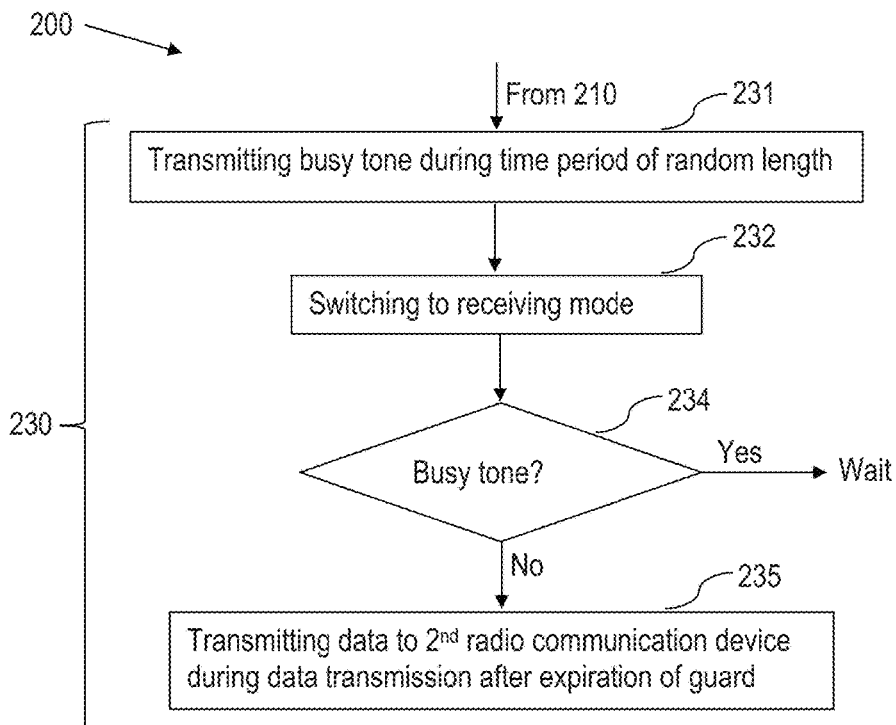 200
From 210
231
Transmitting busy tone during time period of random length
232
Switching to receiving mode
234
230
Busy tone?
Yes
Wait
No
235
Transmitting data to 2nd radio communication device
during data transmission after expiration of guard